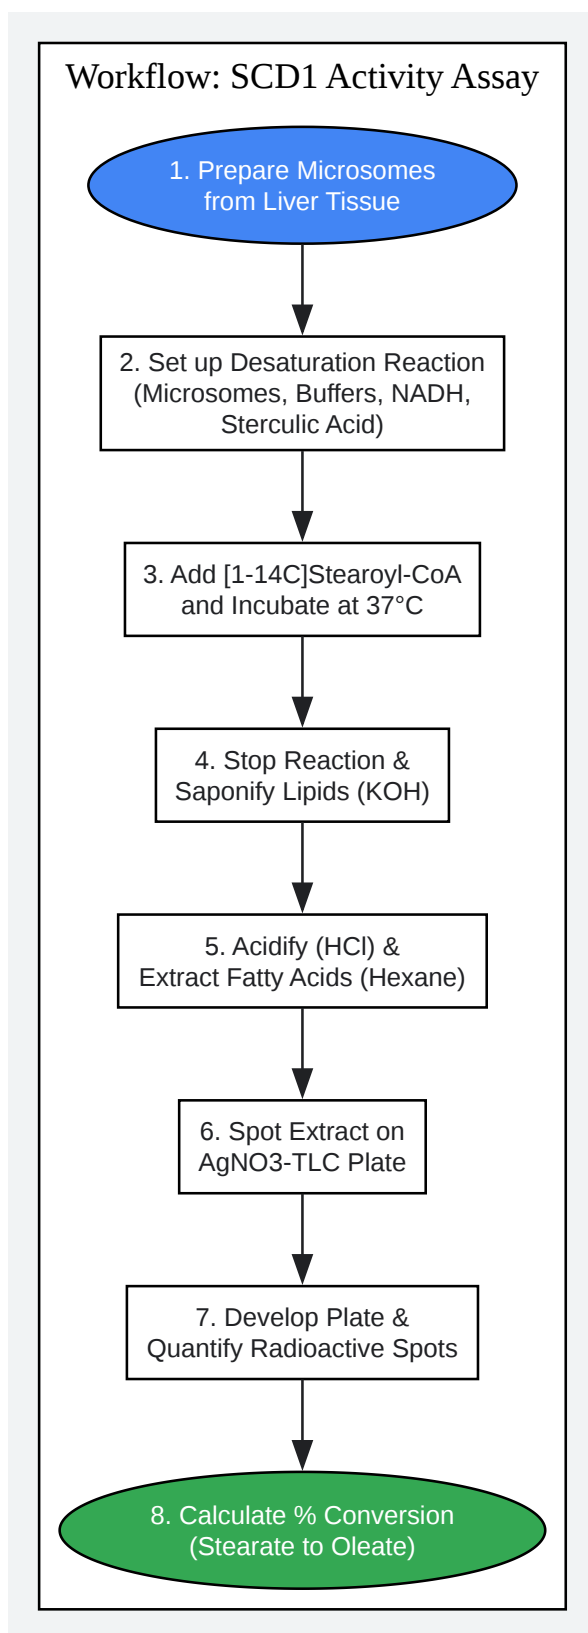 Workflow: SCD1 Activity Assay
1. Prepare Microsomes
from Liver Tissue
2. Set up Desaturation Reaction
(Microsomes, Buffers, NADH,
Sterculic Acid)
3. Add [1-14C]Stearoyl-CoA
and Incubate at 37°C
4. Stop Reaction &
Saponify Lipids (KOH)
5. Acidify (HCl) &
Extract Fatty Acids (Hexane)
6. Spot Extract on
AgNO3-TLC Plate
7. Develop Plate &
Quantify Radioactive Spots
8. Calculate % Conversion
(Stearate to Oleate)